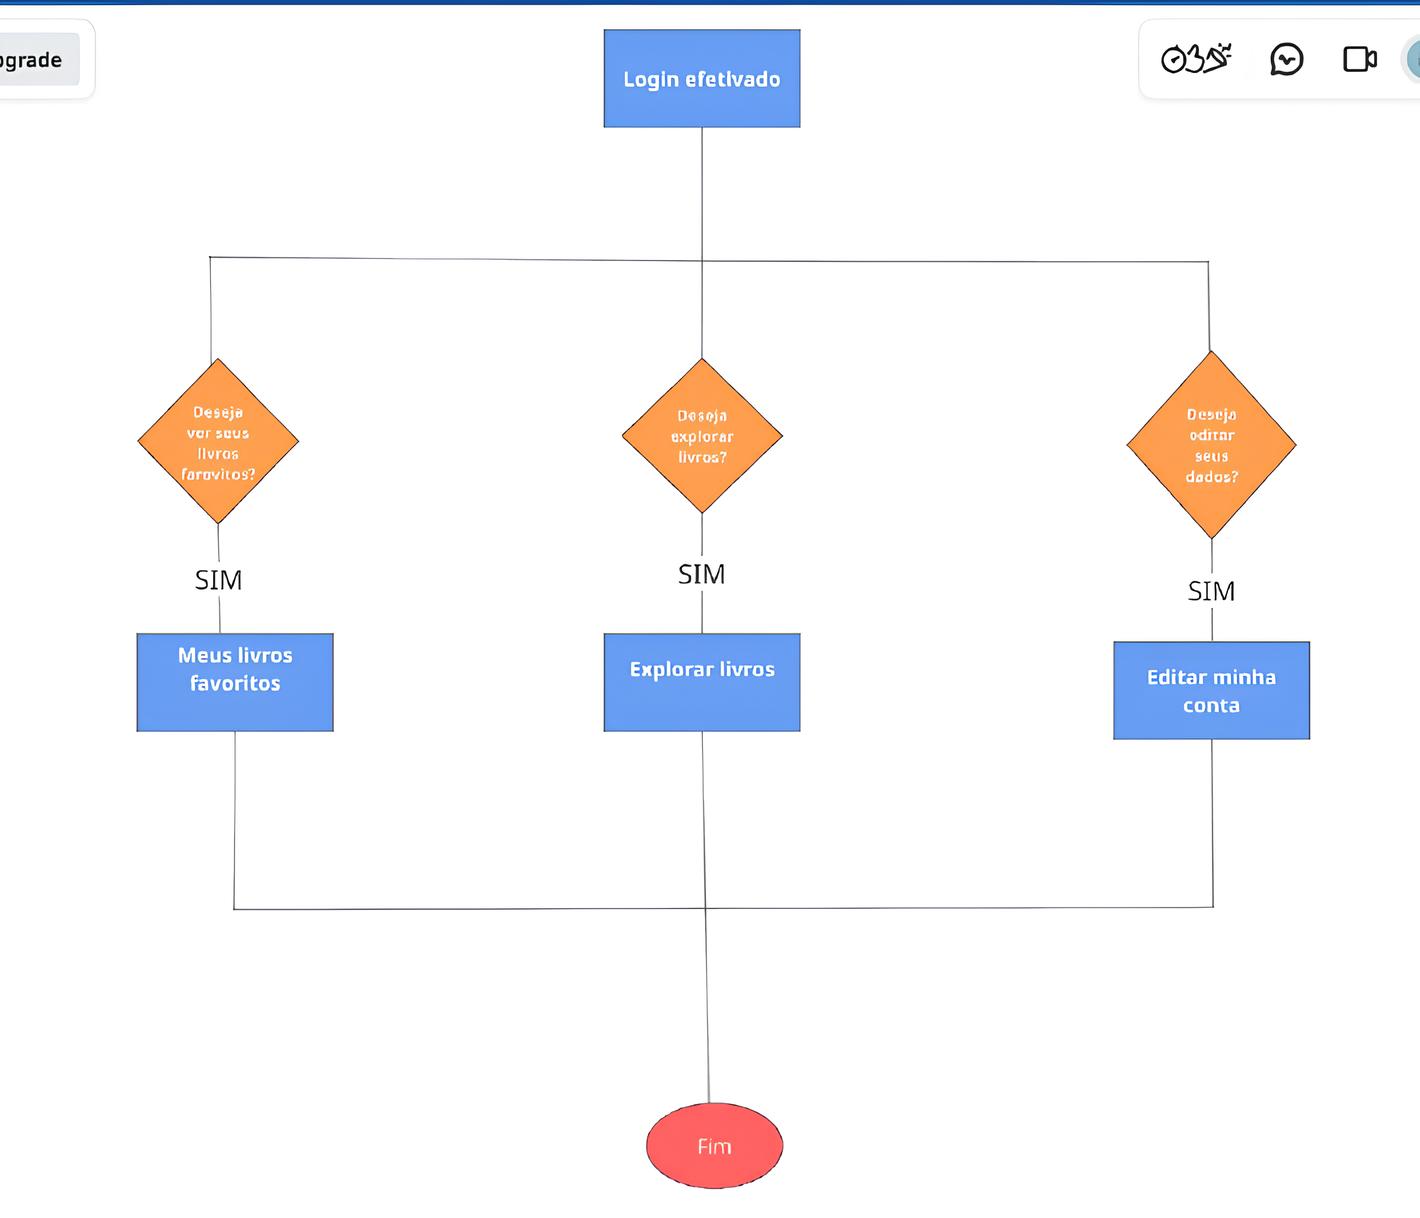 pgrade
Login efetivado
Deseja
ver seus
livros
faravitos?
Deseja
explorar
livros?
Deseja
editar
seus
dados?
SIM
SIM
SIM
Meus livros
favoritos
Explorar livros
Editar minha
conta
Fim